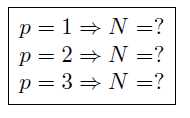 p = 1 ⇒ N =?
p = 2 ⇒ N =?
p = 3 ⇒ N =?